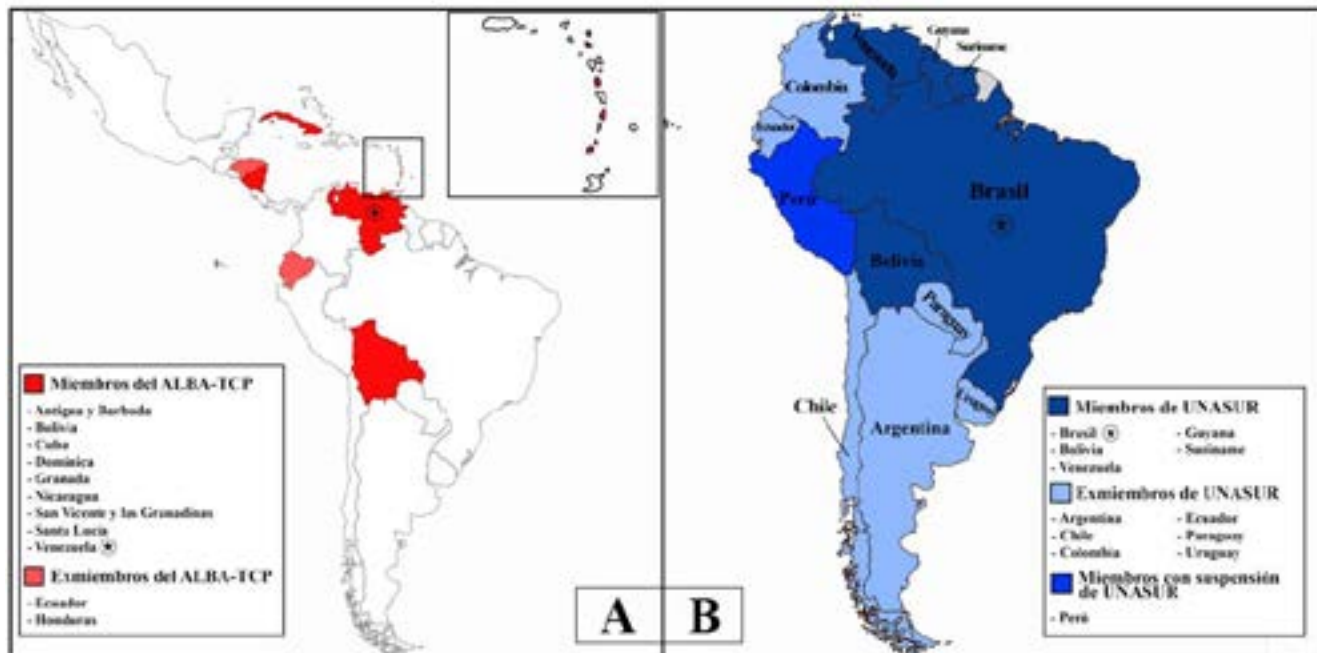 Miembros del ALBA-TCP
- Antigua y Barbuda
- Bolivia
- Cuba
- Dominica
- Granada
- Nicaragua
- San Vicente y las Granadinas
- Santa Lucía
- Venezuela
Exmiembros del ALBA-TCP
- Ecuador
- Honduras
A
B
Venezuela
Guyana
Suriname
Colombia
Ecuador
Perú
Brasil
Bolivia
Paraguay
Chile
Argentina
Uruguay
Miembros de UNASUR
- Brasil
- Guyana
- Bolivia
- Suriname
- Venezuela
Exmiembros de UNASUR
- Argentina
- Ecuador
- Chile
- Paraguay
- Colombia
- Uruguay
Miembros con suspensión
de UNASUR
- Perú